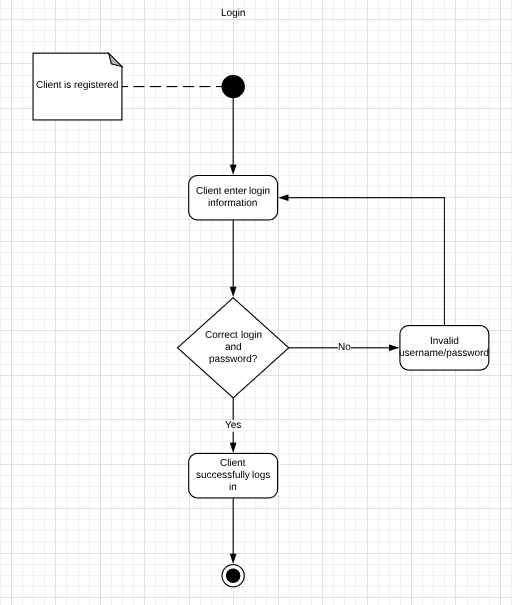 Login
Client is registered
Client enter login
information
Correct login
and
password?
No
Invalid
username/password
Yes
Client
successfully logs
in